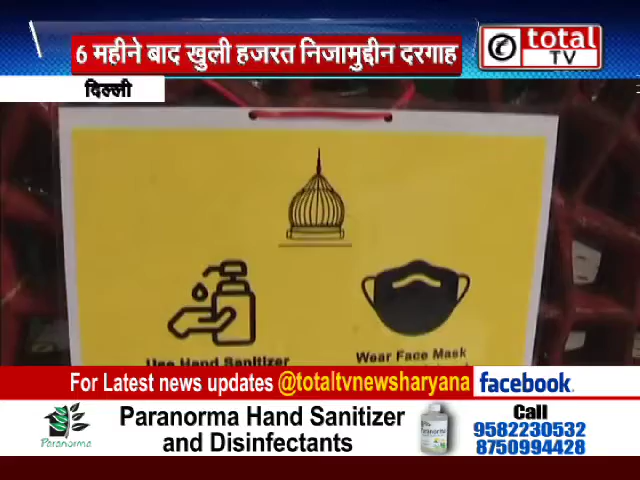 6 महीने बाद खुली हजरत निजामुद्दीन दरगाह
total
TV
दिल्ली
Use Hand Sanitizer
Wear Face Mask
For Latest news updates @totaltvnewsharyana facebook
Paranorma
Paranorma Hand Sanitizer
and Disinfectants
Call
9582230532
8750994428